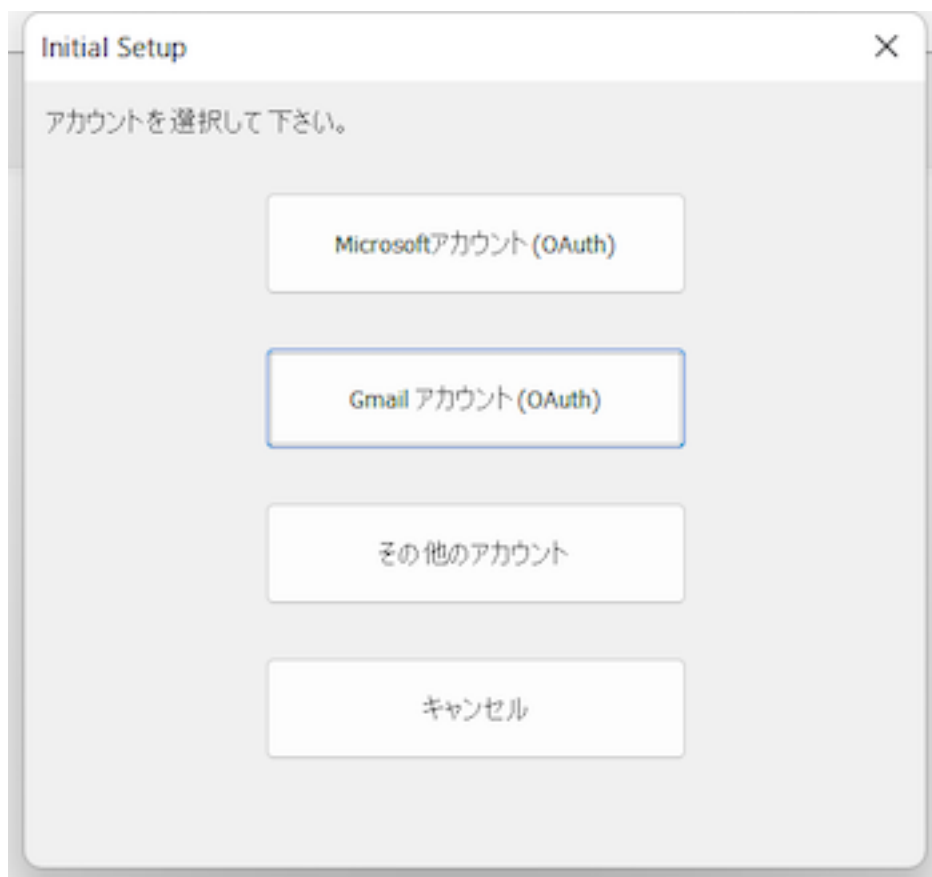 Initial Setup
アカウントを選択して下さい。
Microsoftアカウント(OAuth)
Gmail アカウント(OAuth)
その他のアカウント
キャンセル